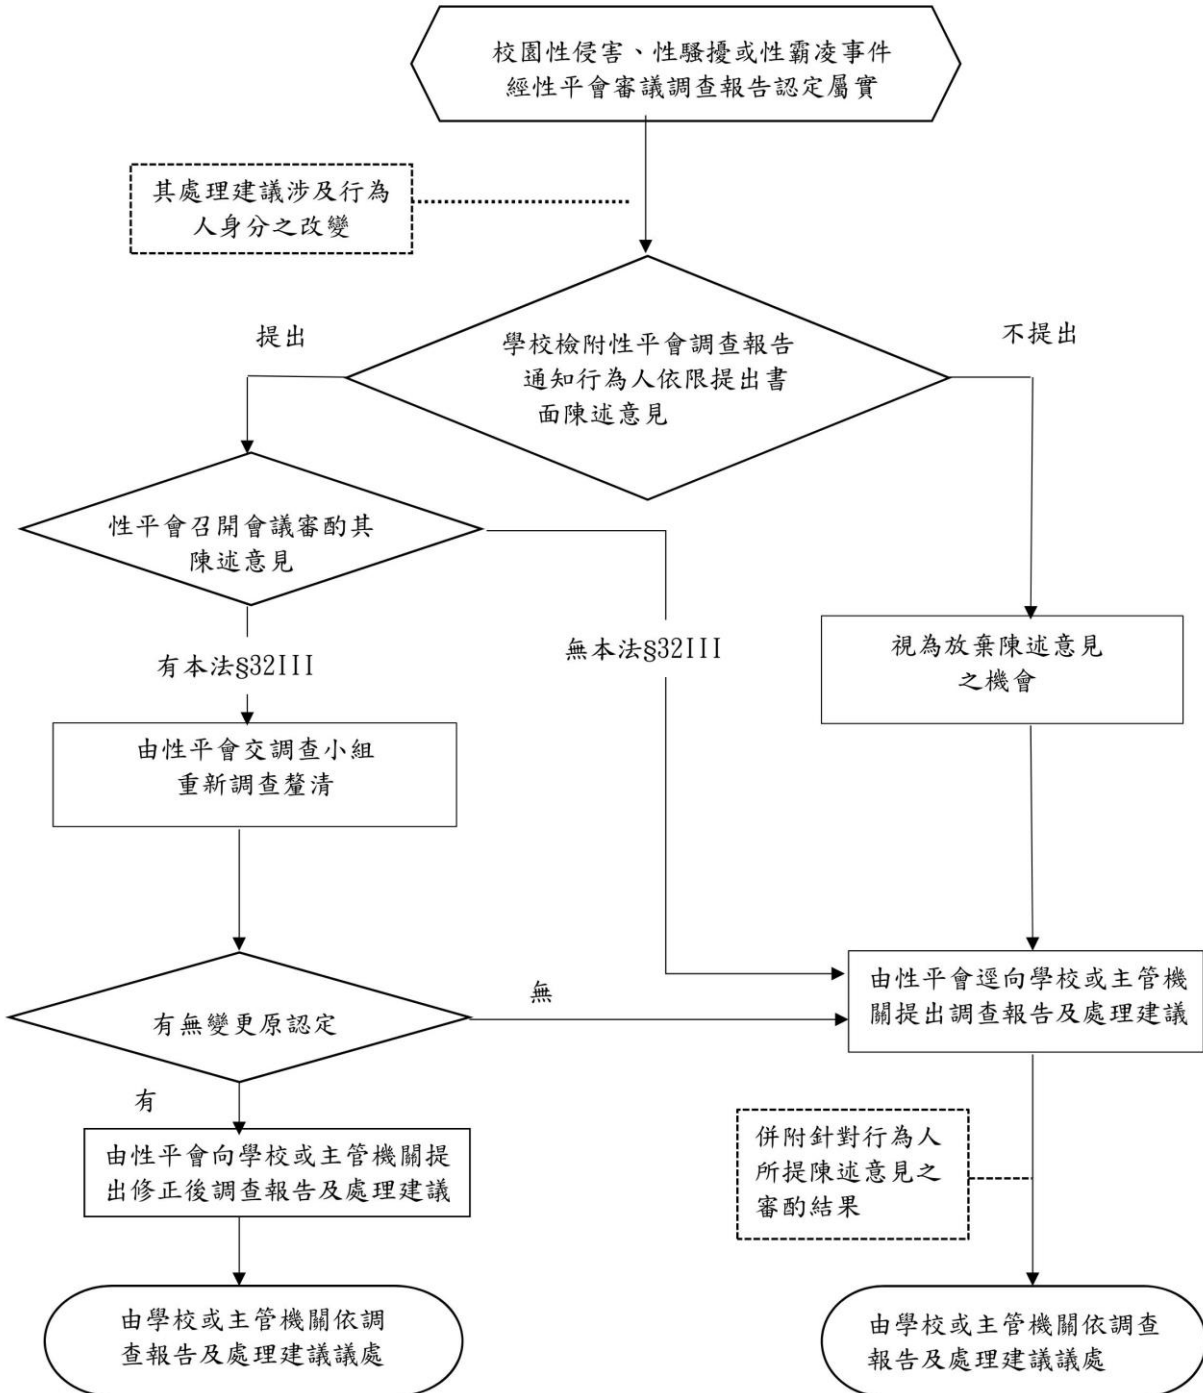 校園性侵害、性騷擾或性霸凌事件
經性平會審議調查報告認定屬實
其處理建議涉及行為
人身分之改變
提出
學校檢附性平會調查報告
通知行為人依限提出書
面陳述意見
不提出
性平會召開會議審酌其
陳述意見
有本法§32III
無本法§32III
視為放棄陳述意見
之機會
由性平會交調查小組
重新調查釐清
有無變更原認定
無
由性平會逕向學校或主管機
關提出調查報告及處理建議
有
由性平會向學校或主管機關提
出修正後調查報告及處理建議
併附針對行為人
所提陳述意見之
審酌結果
由學校或主管機關依調
查報告及處理建議議處
由學校或主管機關依調查
報告及處理建議議處